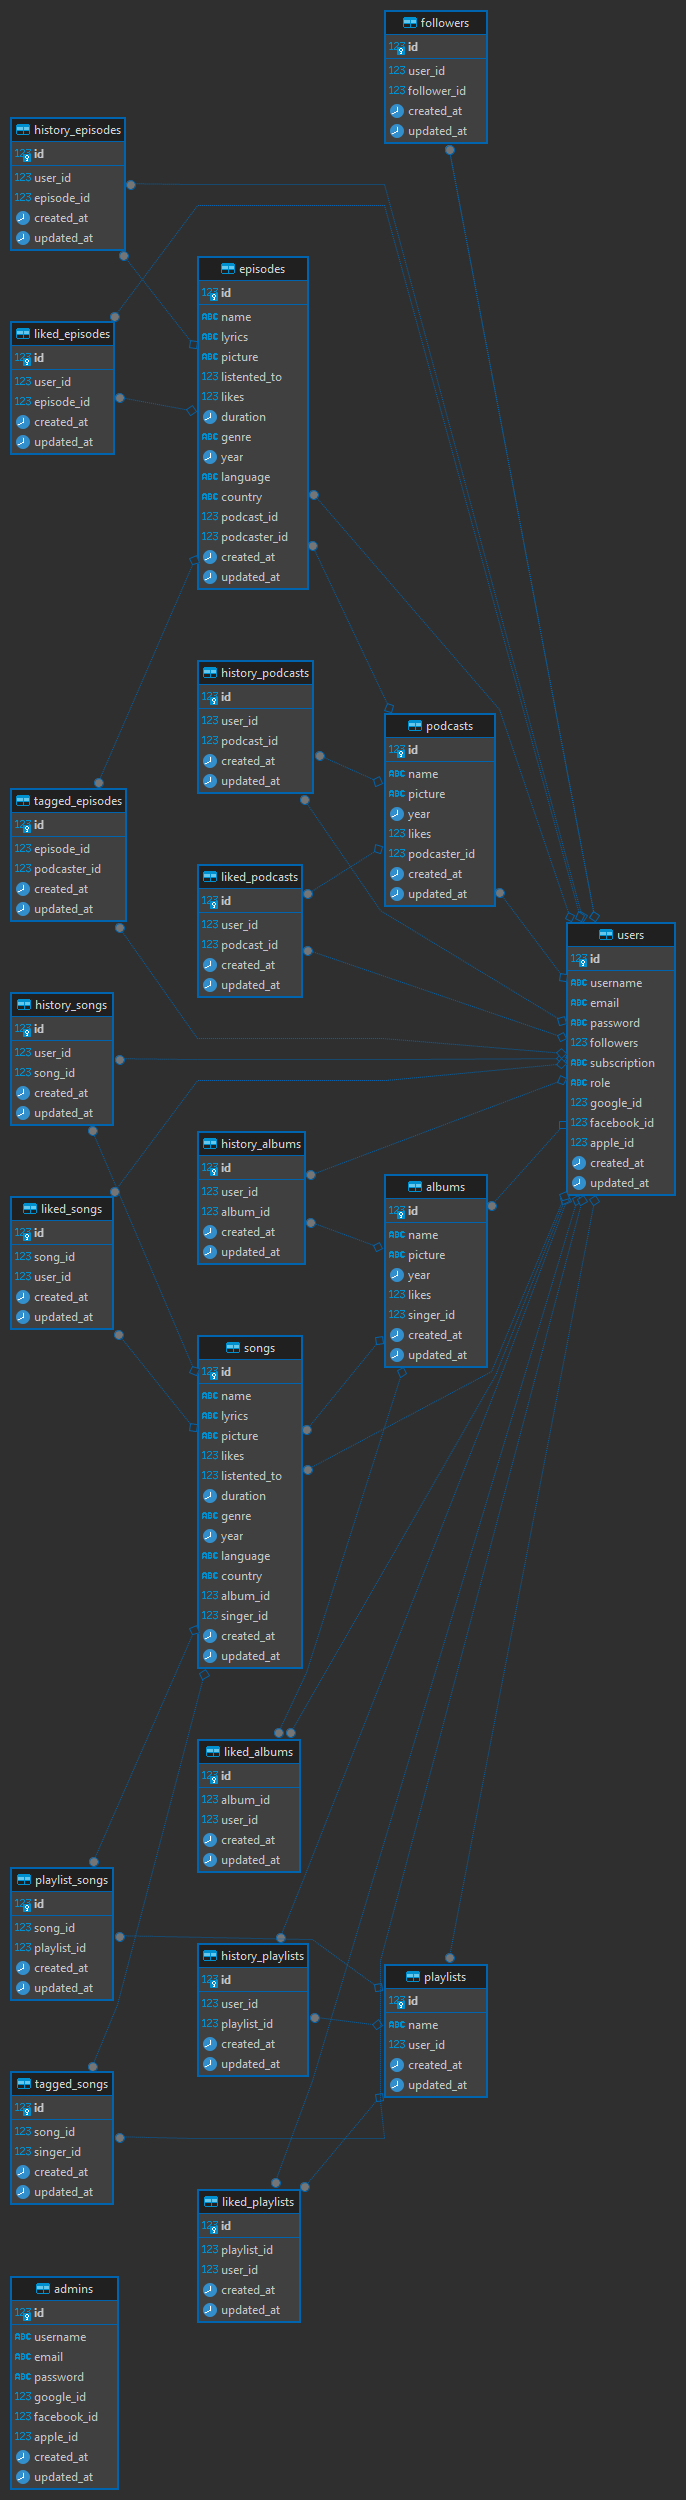 followers
123 id
123 user_id
123 follower_id
created_at
updated_at
history_episodes
123 id
123 user_id
123 episode_id
created_at
updated_at
episodes
123 id
ABC name
ABC lyrics
ABC picture
123 listented_to
123 likes
duration
ABC genre
year
ABC language
ABC country
123 podcast_id
123 podcaster_id
created_at
updated_at
liked_episodes
123 id
123 user_id
123 episode_id
created_at
updated_at
history_podcasts
123 id
123 user_id
123 podcast_id
created_at
updated_at
podcasts
123 id
ABC name
ABC picture
year
123 likes
123 podcaster_id
created_at
updated_at
tagged_episodes
123 id
123 episode_id
123 podcaster_id
created_at
updated_at
liked_podcasts
123 id
123 user_id
123 podcast_id
created_at
updated_at
users
123 id
ABC username
ABC email
ABC password
123 followers
ABC subscription
ABC role
123 google_id
123 facebook_id
123 apple_id
created_at
updated_at
history_songs
123 id
123 user_id
123 song_id
created_at
updated_at
history_albums
123 id
123 user_id
123 album_id
created_at
updated_at
albums
123 id
ABC name
ABC picture
year
123 likes
123 singer_id
created_at
updated_at
liked_songs
123 id
123 song_id
123 user_id
created_at
updated_at
songs
123 id
ABC name
ABC lyrics
ABC picture
123 likes
123 listented_to
duration
ABC genre
year
ABC language
ABC country
123 album_id
123 singer_id
created_at
updated_at
liked_albums
123 id
123 album_id
123 user_id
created_at
updated_at
playlist_songs
123 id
123 song_id
123 playlist_id
created_at
updated_at
history_playlists
123 id
123 user_id
123 playlist_id
created_at
updated_at
playlists
123 id
ABC name
123 user_id
created_at
updated_at
tagged_songs
123 id
123 song_id
123 singer_id
created_at
updated_at
liked_playlists
123 id
123 playlist_id
123 user_id
created_at
updated_at
admins
123 id
ABC username
ABC email
ABC password
123 google_id
123 facebook_id
123 apple_id
created_at
updated_at